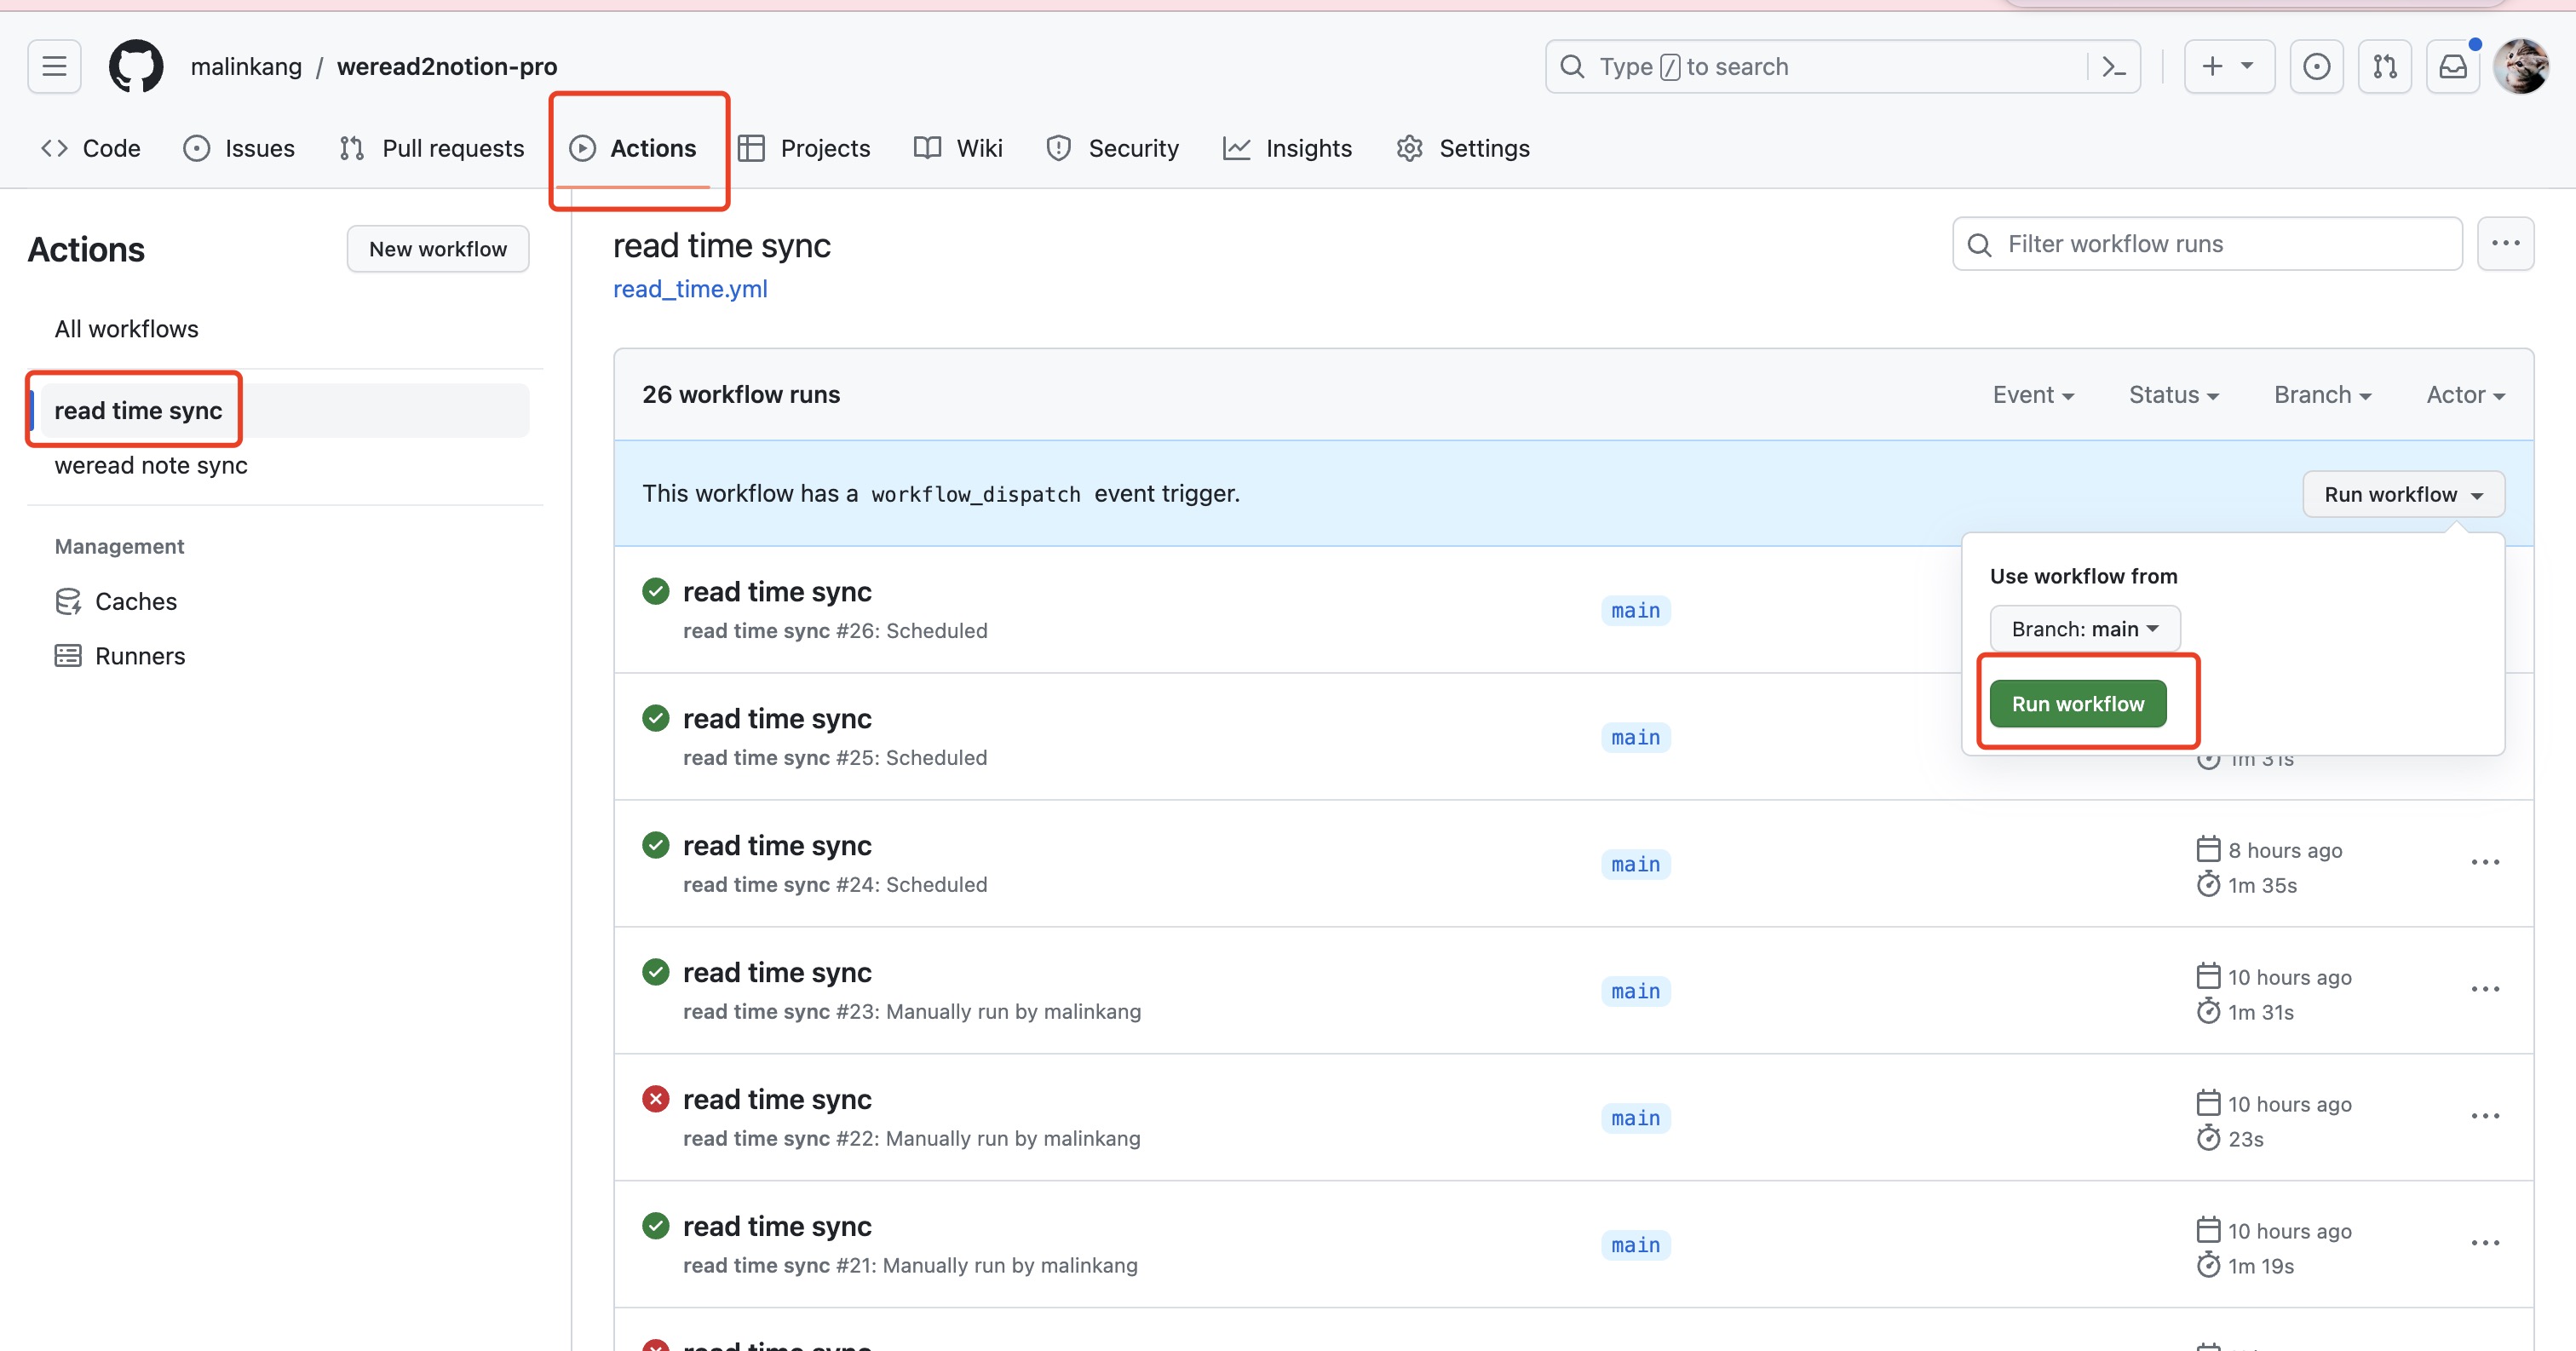 malinkang / weread2notion-pro
Type / to search
Code Issues Pull requests Actions Projects Wiki Security Insights Settings
Actions
New workflow
All workflows
read time sync
weread note sync
Management
Caches
Runners
read time sync
read_time.yml
Filter workflow runs
26 workflow runs
Event Status Branch Actor
This workflow has a workflow_dispatch event trigger.
Run workflow
Use workflow from
Branch: main
Run workflow
read time sync
read time sync #26: Scheduled
main
read time sync
read time sync #25: Scheduled
main
1m 31s
read time sync
read time sync #24: Scheduled
main
8 hours ago
1m 35s
read time sync
read time sync #23: Manually run by malinkang
main
10 hours ago
1m 31s
read time sync
read time sync #22: Manually run by malinkang
main
10 hours ago
23s
read time sync
read time sync #21: Manually run by malinkang
main
10 hours ago
1m 19s
read time sync